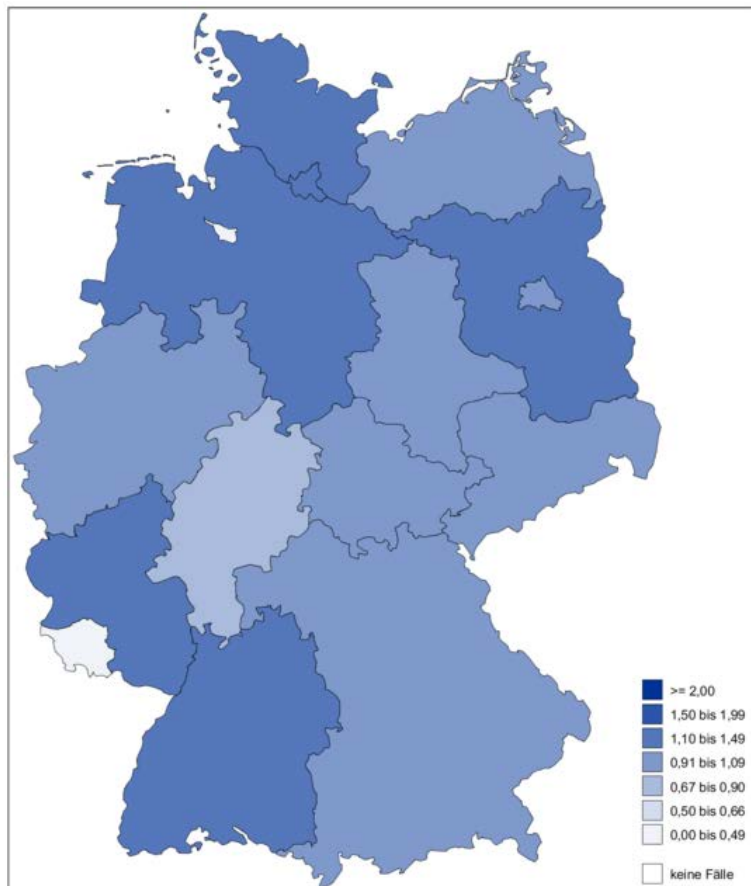 >= 2,00
1,50 bis 1,99
1,10 bis 1,49
0,91 bis 1,09
0,67 bis 0,90
0,50 bis 0,66
0,00 bis 0,49
keine Fälle